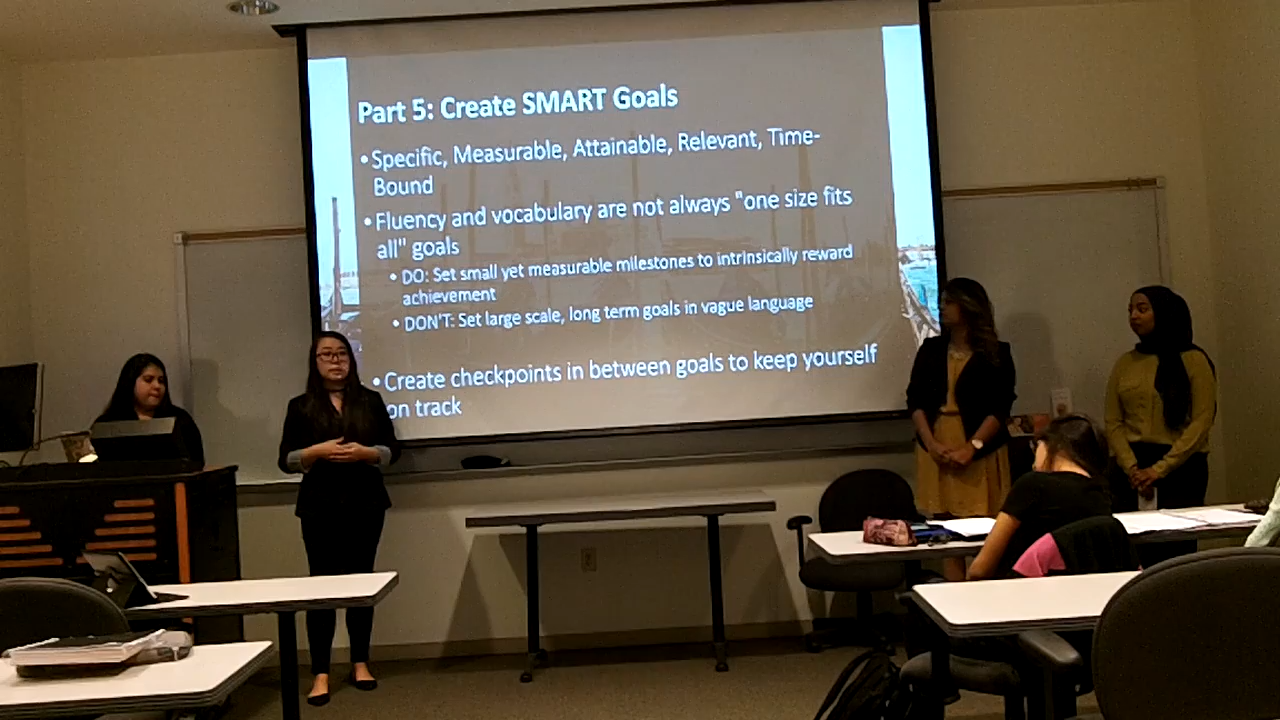 Part 5: Create SMART Goals
• Specific, Measurable, Attainable, Relevant, Time-
Bound
• Fluency and vocabulary are not always "one size fits
all" goals
• DO: Set small yet measurable milestones to intrinsically reward
achievement
• DON'T: Set large scale, long term goals in vague language
• Create checkpoints in between goals to keep yourself
on track